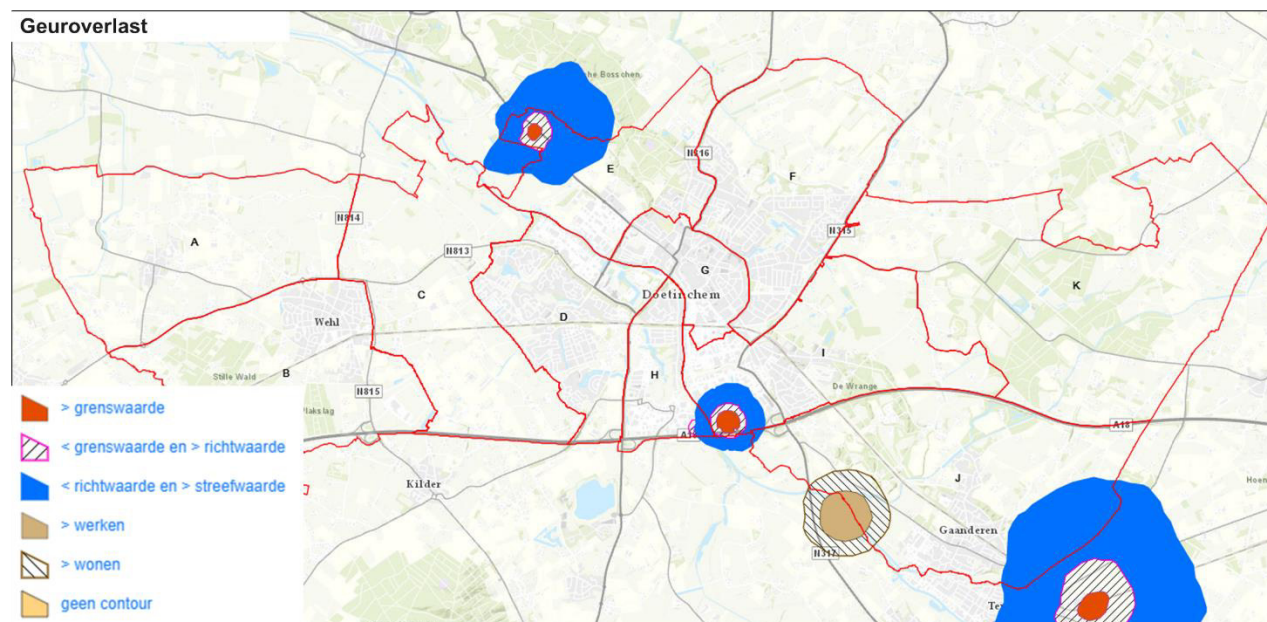 Geuroverlast
N316
E
F
A
N814
N315
N813
G
K
C
Doetinchem
Wehl
D
I
Stille Wald
B
H
De Wrange
N815
> grenswaarde
A18
< grenswaarde en > richtwaarde
Kilder
J
< richtwaarde en > streefwaarde
> werken
Gaanderen
> wonen
N317
geen contour